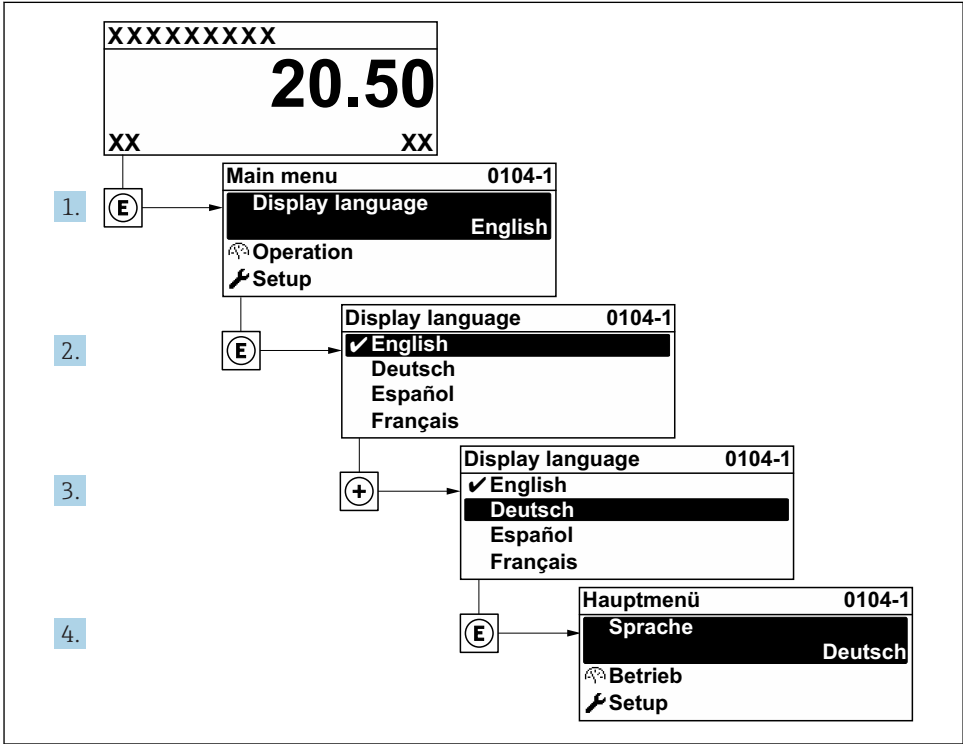 XXXXXXXXX
20.50
XX XX
1. E
Main menu 0104-1
Display language
English
Operation
Setup
2. E
Display language 0104-1
✔ English
Deutsch
Español
Français
3. +
Display language 0104-1
✔ English
Deutsch
Español
Français
4. E
Hauptmenü 0104-1
Sprache
Deutsch
Betrieb
Setup